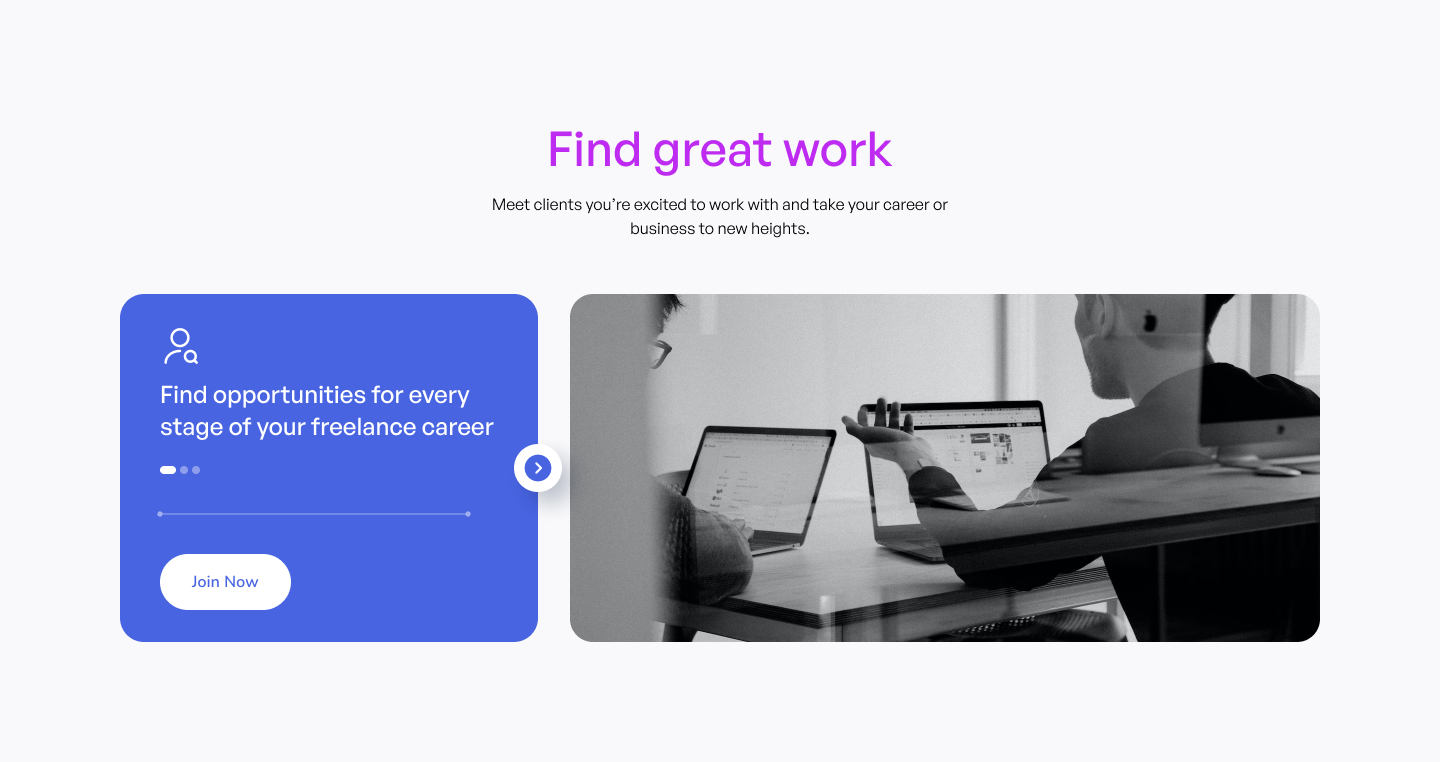 Find great work
Meet clients you’re excited to work with and take your career or
business to new heights.
Find opportunities for every
stage of your freelance career
Join Now